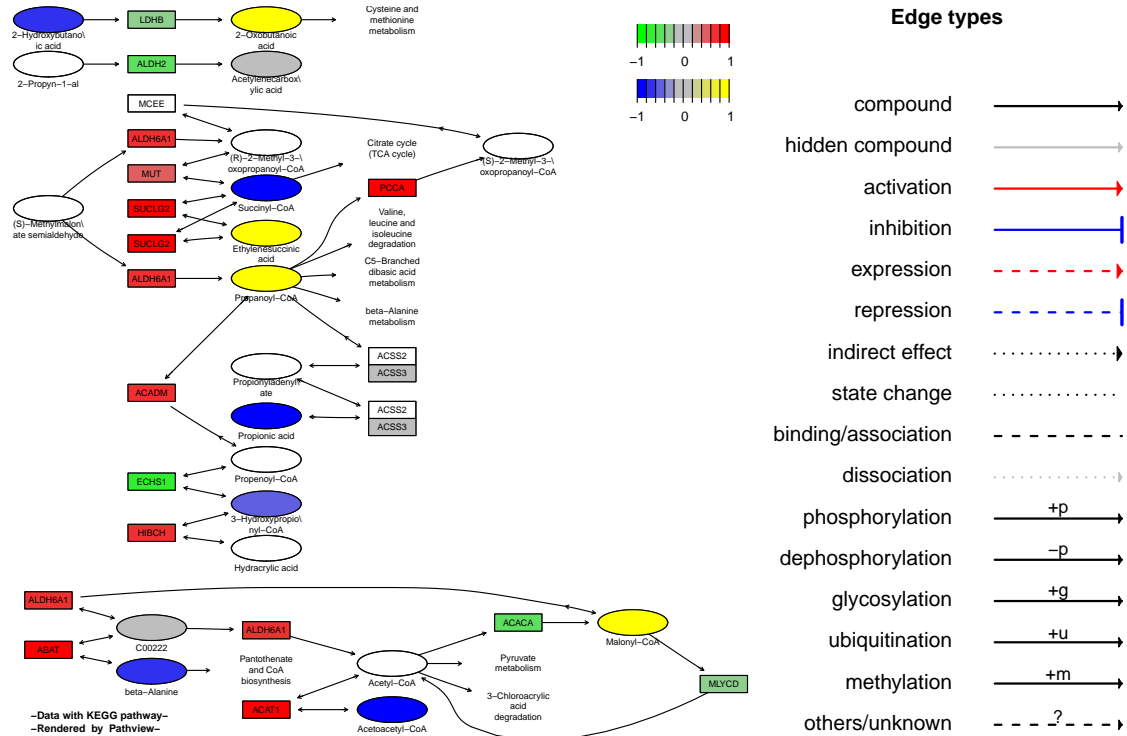 LDHB
2-Hydroxybutano\
ic acid
2-Oxobutanoic
acid
Cysteine and
methionine
metabolism
2-Propyn-1-al
ALDH2
Acetylenecarbox\
ylic acid
MCEE
ALDH6A1
(R)-2-Methyl-3-\
oxopropanoyl-CoA
Citrate cycle
(TCA cycle)
(S)-2-Methyl-3-\
oxopropanoyl-CoA
MUT
Succinyl-CoA
PCCA
SUCLG2
(S)-Methylmalon\
ate semialdehyde
Valine,
leucine and
isoleucine
degradation
SUCLG2
Ethylenesuccinic
acid
C5-Branched
dibasic acid
metabolism
ALDH6A1
Propanoyl-CoA
beta-Alanine
metabolism
ACSS2
ACSS3
Propionyladenyl\
ate
ACADM
ACSS2
ACSS3
Propionic acid
Propenoyl-CoA
ECHS1
3-Hydroxypropio\
nyl-CoA
HIBCH
Hydracrylic acid
ALDH6A1
C00222
ALDH6A1
ACACA
Malonyl-CoA
ABAT
beta-Alanine
Pantothenate
and CoA
biosynthesis
Acetyl-CoA
Pyruvate
metabolism
MLYCD
3-Chloroacrylic
acid
degradation
ACAT1
Acetoacetyl-CoA
-Data with KEGG pathway-
-Rendered by Pathview-
-1 0 1
-1 0 1
Edge types
compound
hidden compound
activation
inhibition
expression
repression
indirect effect
state change
binding/association
dissociation
phosphorylation +p
dephosphorylation -p
glycosylation +g
ubiquitination +u
methylation +m
others/unknown ?